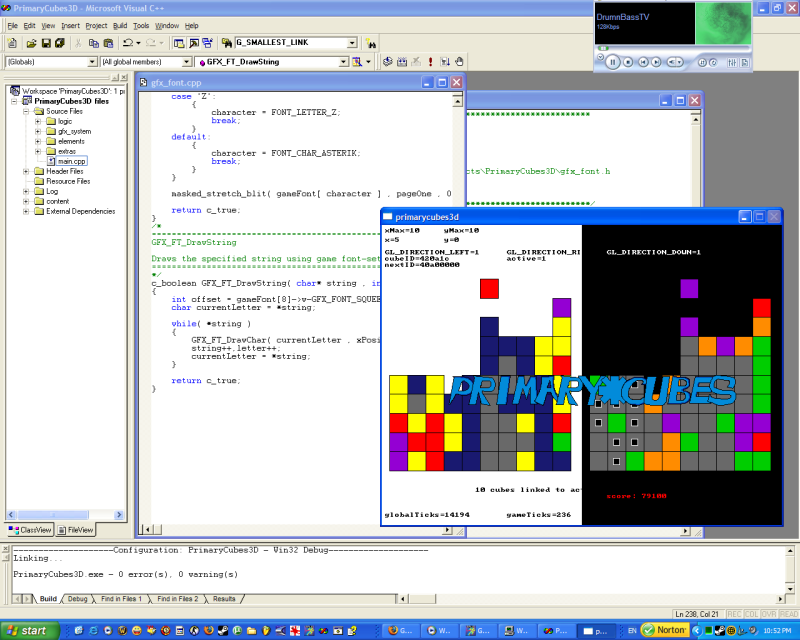 PrimaryCubes3D - Microsoft Visual C++
File Edit View Insert Project Build Tools Window Help
DrumnBassTV
128Kbps
G_SMALLEST_LINK
(Globals)
(All global members)
GFX_FT_DrawString
Workspace 'PrimaryCubes3D': 1 p
PrimaryCubes3D files
Source Files
logic
gfx_system
elements
extras
main.cpp
Header Files
Resource Files
Log
content
External Dependencies
ClassView
FileView
gfx_font.cpp
case 'Z':
{
character = FONT_LETTER_Z;
break;
}
default:
{
character = FONT_CHAR_ASTERIK;
break;
}
}
masked_stretch_blit( gameFont[ character ] , pageOne , 0
return c_true;
}
/*
GFX_FT_DrawString
Draws the specified string using game font-set
*/
c_boolean GFX_FT_DrawString( char* string , in
{
int offset = gameFont[8]->w-GFX_FONT_SQUE
char currentLetter = *string;
while( *string )
{
GFX_FT_DrawChar( currentLetter , xPosi
string++,letter++;
currentLetter = *string;
}
return c_true;
}
cts\PrimaryCubes3D\gfx_font.h
primarycubes3d
xMax=10 yMax=10
x=5 y=0
GL_DIRECTION_LEFT=1 GL_DIRECTION_RI GL_DIRECTION_DOWN=1
cubeID=420a1c active=1
nextID=40a00000
PRIMARY*CUBES
10 cubes linked to ac
score: 79100
globalTicks=14194 gameTicks=236
--------------------Configuration: PrimaryCubes3D - Win32 Debug--------------------
Linking...
PrimaryCubes3D.exe - 0 error(s), 0 warning(s)
Build Debug Find in Files 1 Find in Files 2 Results
Ln 238, Col 21 REC COL OVR READ
start
G...
W...
G...
W...
P...
p...
EN
Norton
10:52 PM